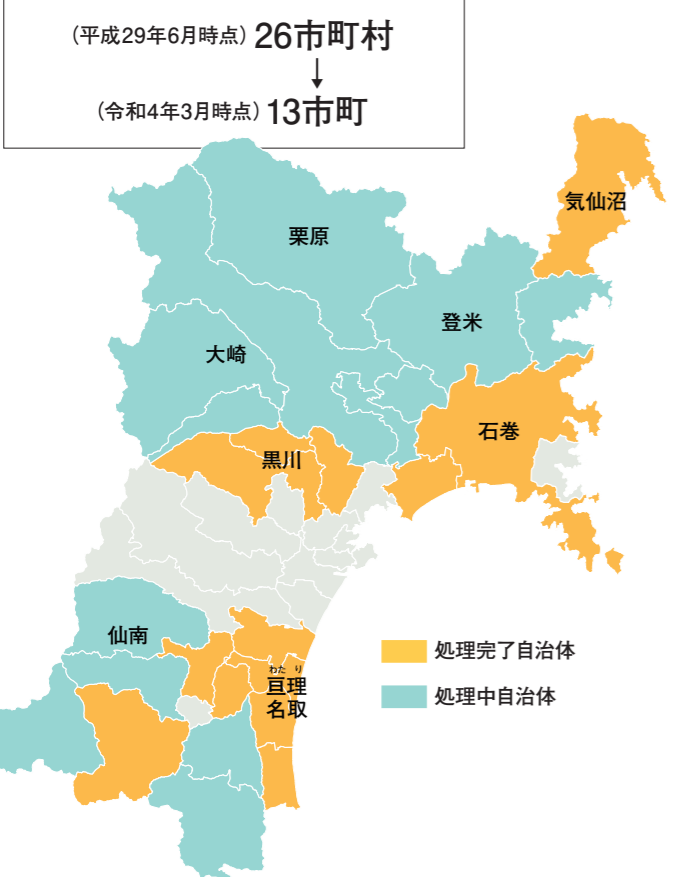 (平成29年6月時点) 26市町村
↓
(令和4年3月時点) 13市町
気仙沼
栗原
登米
大崎
石巻
黒川
仙南
処理完了自治体
わたり
亘理
名取
処理中自治体